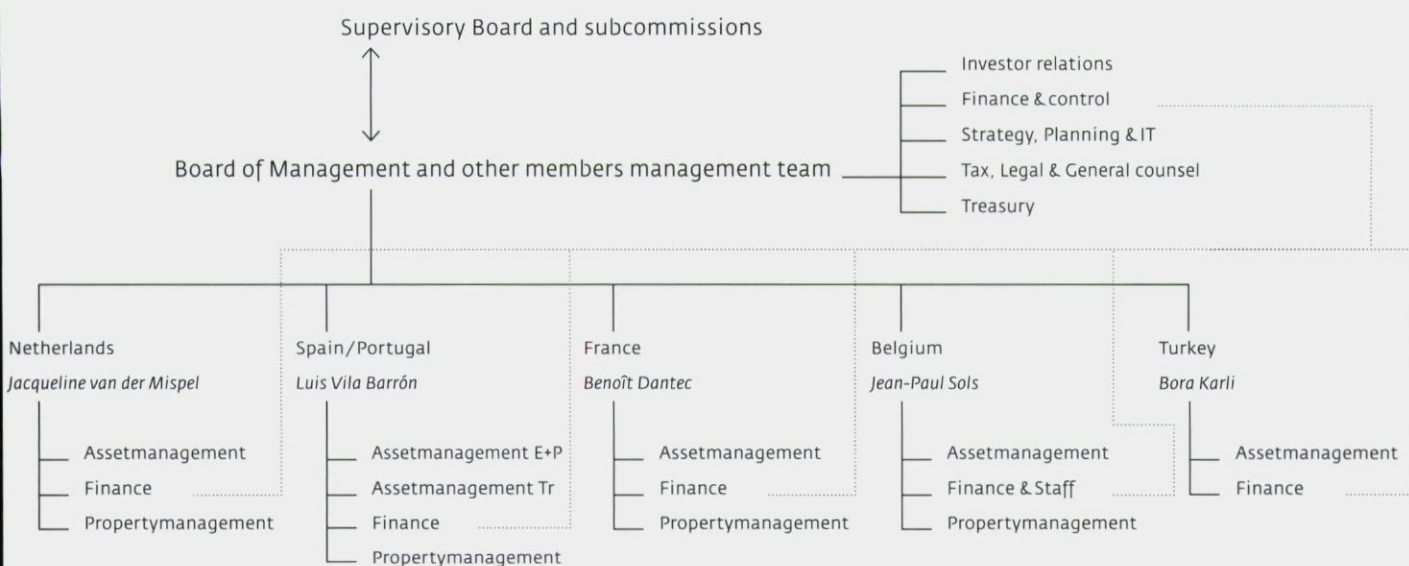 Supervisory Board and subcommissions
Investor relations
Finance & control
Strategy, Planning & IT
Board of Management and other members management team
Tax, Legal & General counsel
Treasury
Netherlands
Jacqueline van der Mispel
Assetmanagement
Finance
Propertymanagement
Spain/Portugal
Luis Vila Barrón
Assetmanagement E+P
Assetmanagement Tr
Finance
Propertymanagement
France
Benoît Dantec
Assetmanagement
Finance
Propertymanagement
Belgium
Jean-Paul Sols
Assetmanagement
Finance & Staff
Propertymanagement
Turkey
Bora Karli
Assetmanagement
Finance